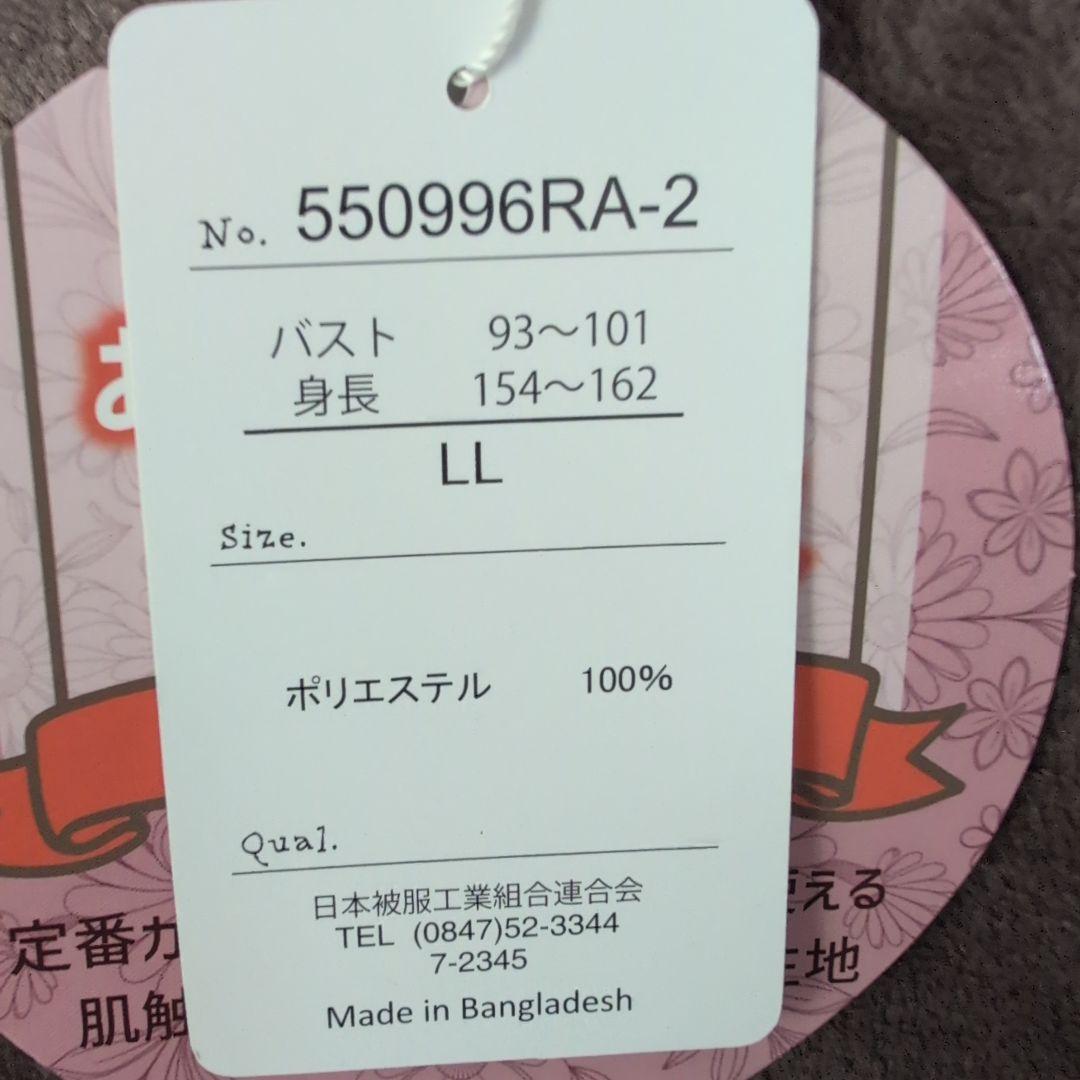 No. 550996RA-2
バスト 93～101
身長 154～162
LL
Size.
ポリエステル 100%
Qual.
日本被服工業組合連合会
TEL (0847)52-3344
7-2345
Made in Bangladesh
定番カ
肌触
使える
生地